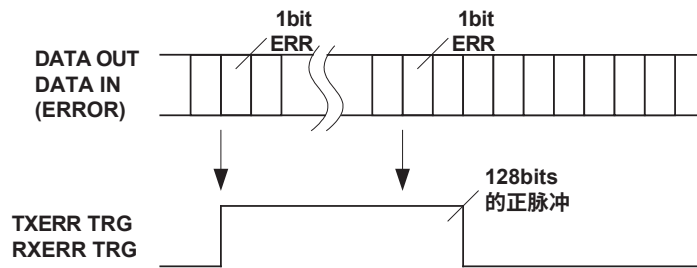 1bit
ERR
1bit
ERR
DATA OUT
DATA IN
(ERROR)
128bits
的正脉冲
TXERR TRG
RXERR TRG